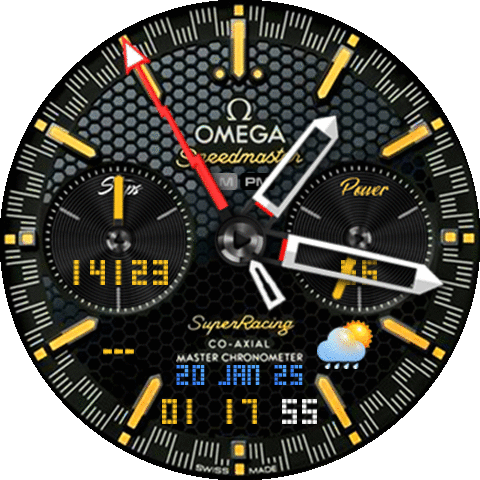 Ω
OMEGA
Speedmaster
M PM
Steps Power
14123
SuperRacing
CO-AXIAL
MASTER CHRONOMETER
---
20 JAN 25
01 17 55
SWISS MADE